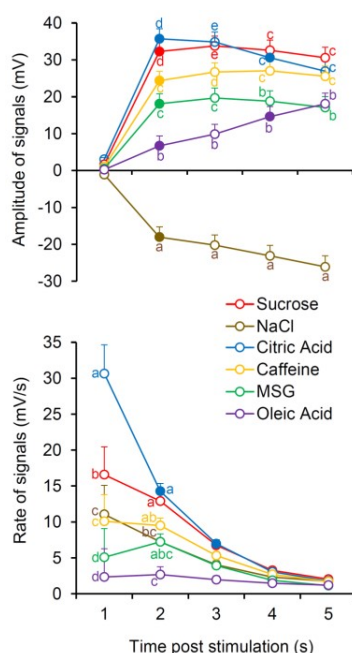 Amplitude of signals (mV)
40
30
20
10
0
-10
-20
-30
d e c c
d e c c
c c c c
c c b b
b b b b
a a a a
Sucrose
NaCl
Citric Acid
Caffeine
MSG
Oleic Acid
Rate of signals (mV/s)
35
30
25
20
15
10
5
0
a
b a a
c ab
c bc
d abc
d c
1 2 3 4 5
Time post stimulation (s)